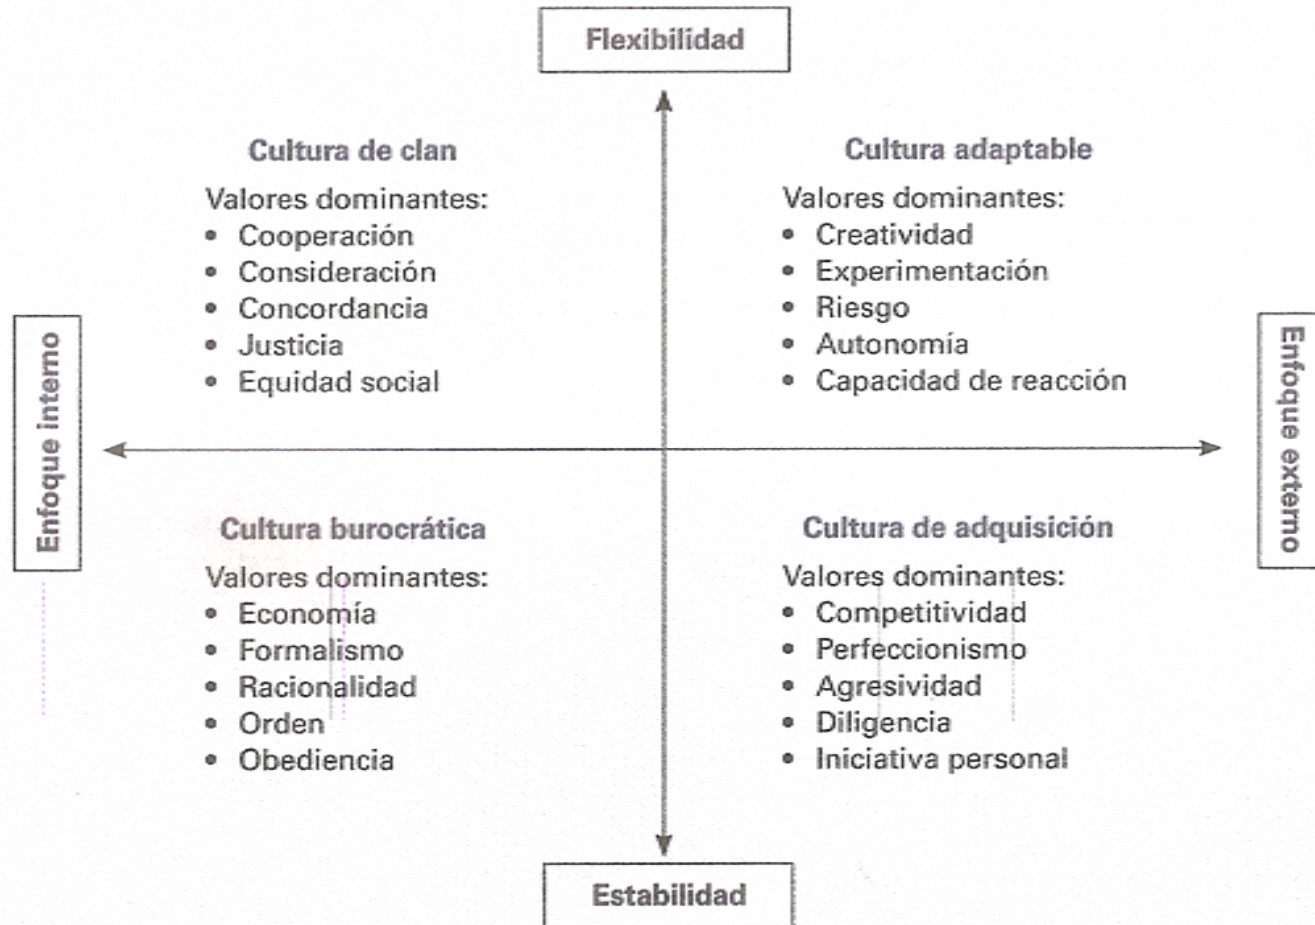 Flexibilidad
Cultura de clan
Valores dominantes:
• Cooperación
• Consideración
• Concordancia
• Justicia
• Equidad social
Cultura adaptable
Valores dominantes:
• Creatividad
• Experimentación
• Riesgo
• Autonomía
• Capacidad de reacción
Enfoque interno
Enfoque externo
Cultura burocrática
Valores dominantes:
• Economía
• Formalismo
• Racionalidad
• Orden
• Obediencia
Cultura de adquisición
Valores dominantes:
• Competitividad
• Perfeccionismo
• Agresividad
• Diligencia
• Iniciativa personal
Estabilidad